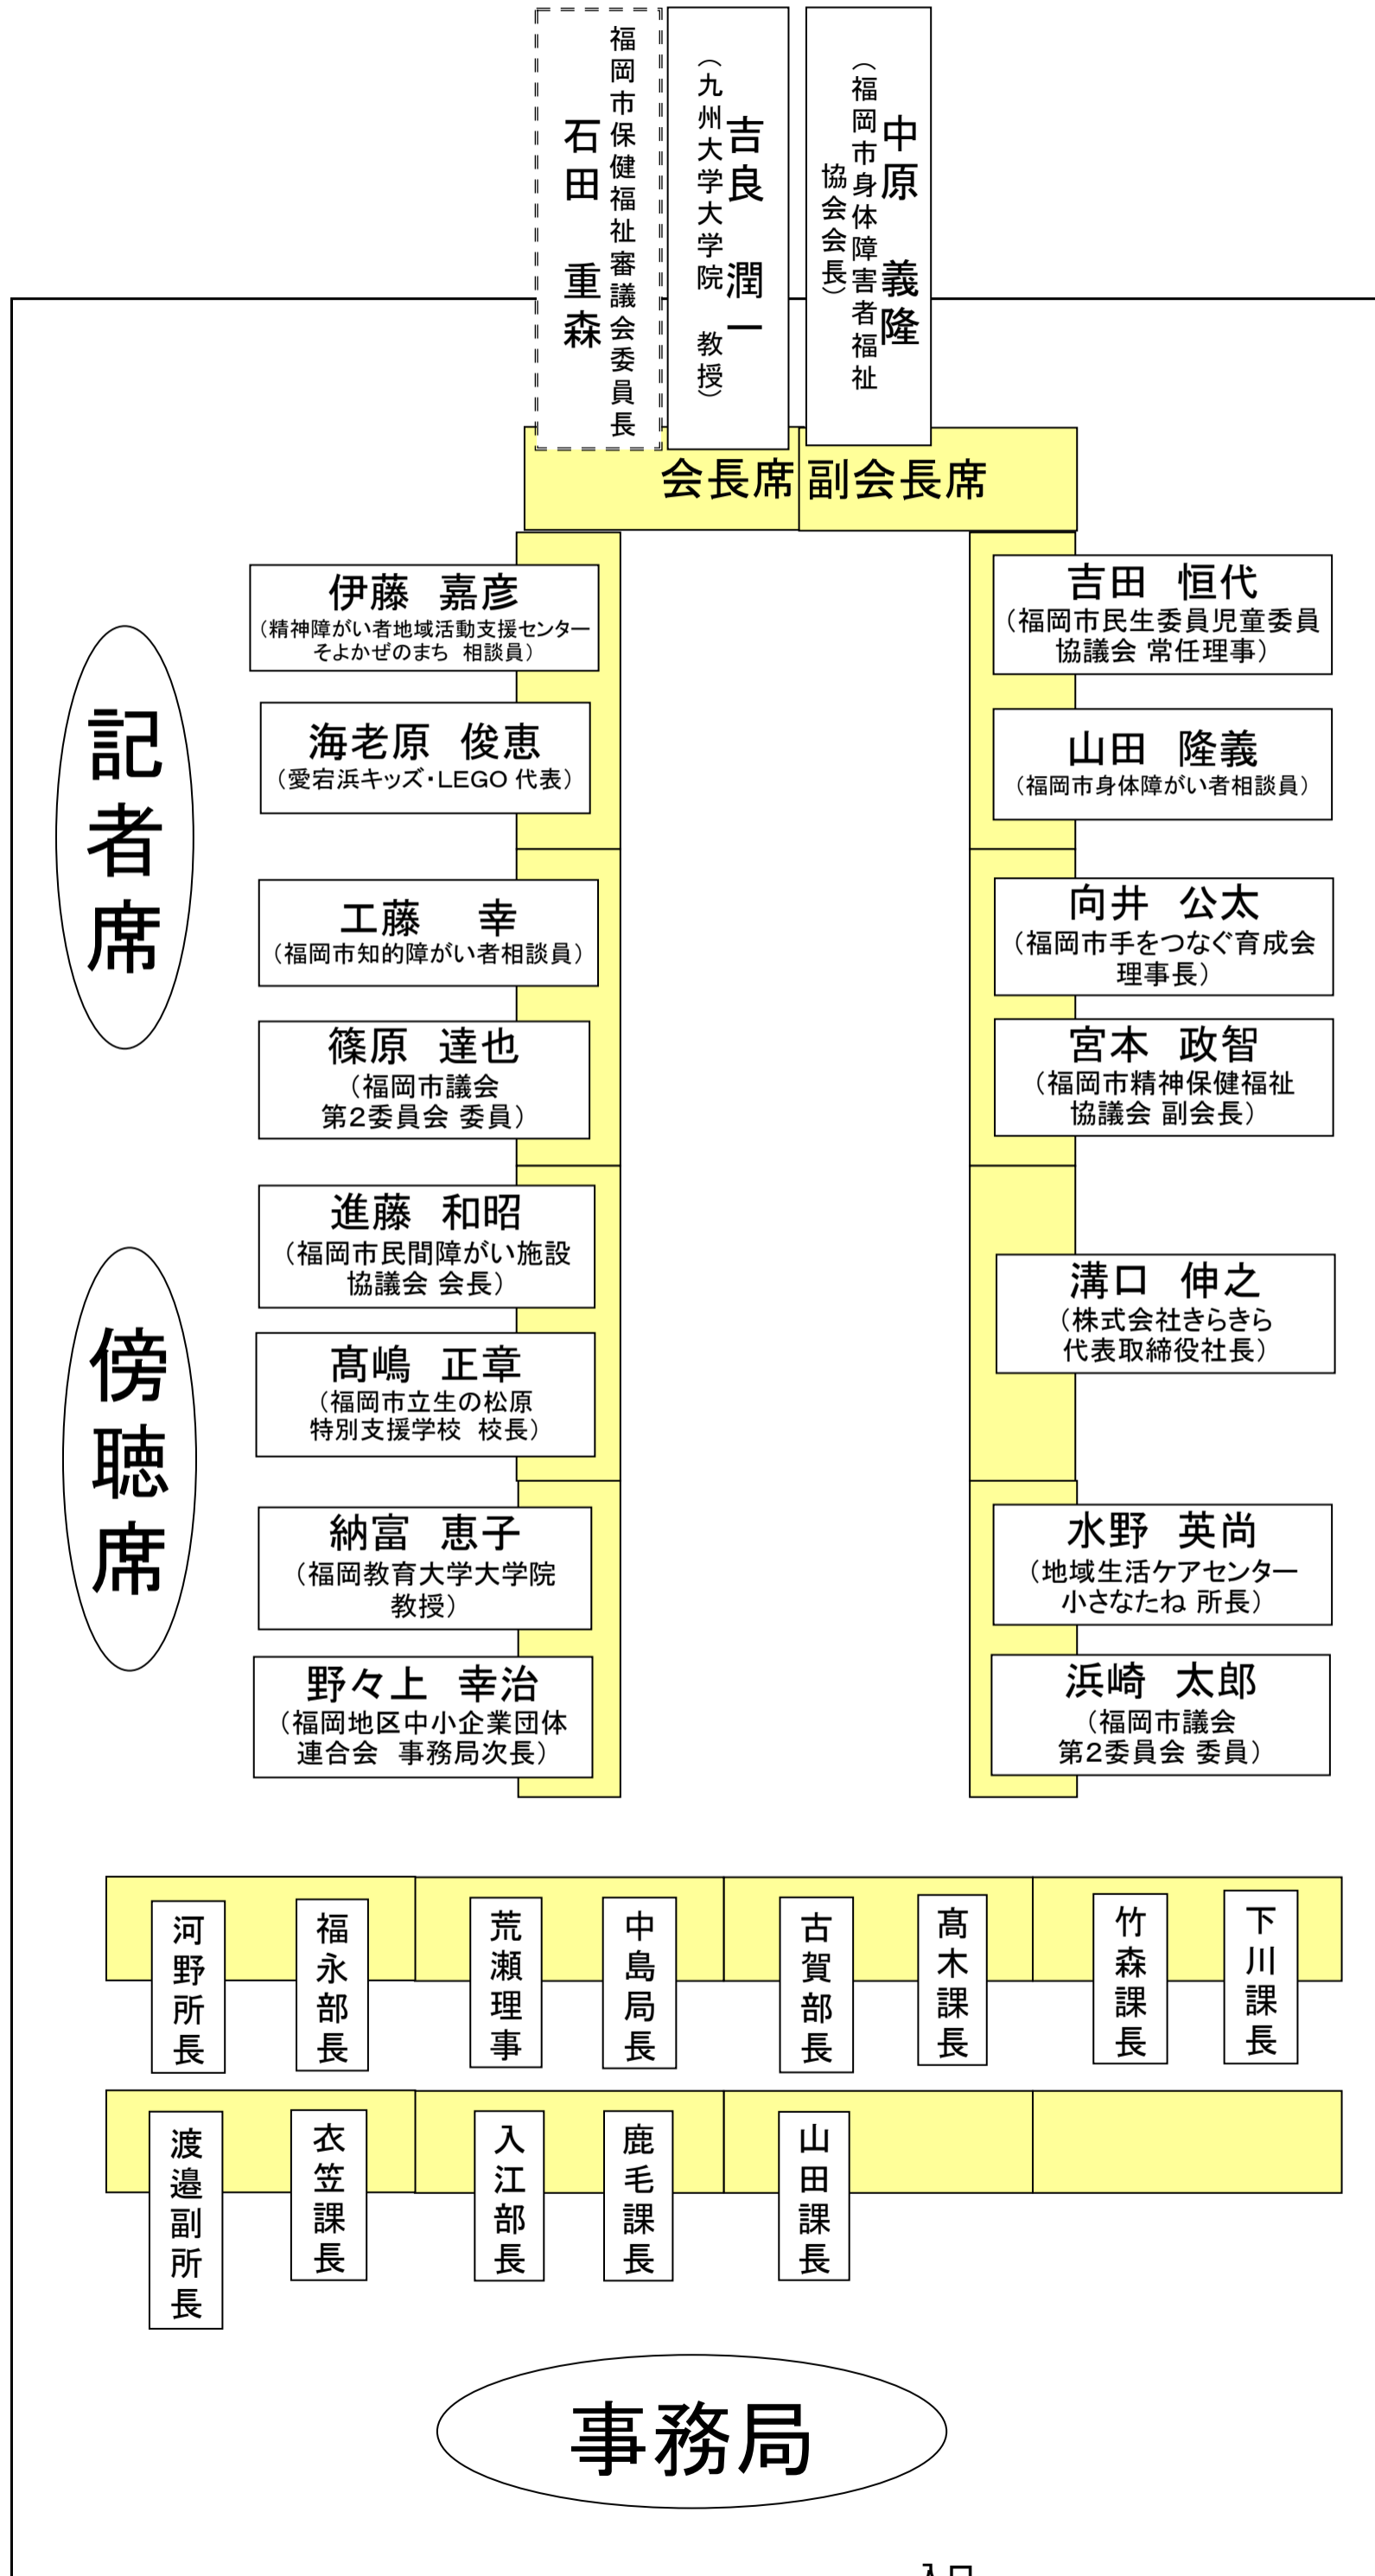 福岡市保健福祉審議会委員長
石田　重森
吉良　潤一
（九州大学大学院　教授）
中原　義隆
（福岡市身体障害者福祉
協会会長）
会長席
副会長席
伊藤　嘉彦
（精神障がい者地域活動支援センター
そよかぜのまち　相談員）
海老原　俊恵
（愛宕浜キッズ・LEGO 代表）
工藤　　幸
（福岡市知的障がい者相談員）
篠原　達也
（福岡市議会
第２委員会 委員）
進藤　和昭
（福岡市民間障がい施設
協議会 会長）
髙嶋　正章
（福岡市立生の松原
特別支援学校　校長）
納富　恵子
（福岡教育大学大学院
教授）
野々上　幸治
（福岡地区中小企業団体
連合会　事務局次長）
吉田　恒代
（福岡市民生委員児童委員
協議会 常任理事）
山田　隆義
（福岡市身体障がい者相談員）
向井　公太
（福岡市手をつなぐ育成会
理事長）
宮本　政智
（福岡市精神保健福祉
協議会 副会長）
溝口　伸之
（株式会社きらきら
代表取締役社長）
水野　英尚
（地域生活ケアセンター
小さなたね 所長）
浜崎　太郎
（福岡市議会
第２委員会 委員）
記者席
傍聴席
河野所長
福永部長
荒瀬理事
中島局長
古賀部長
髙木課長
竹森課長
下川課長
渡邉副所長
衣笠課長
入江部長
鹿毛課長
山田課長
事務局